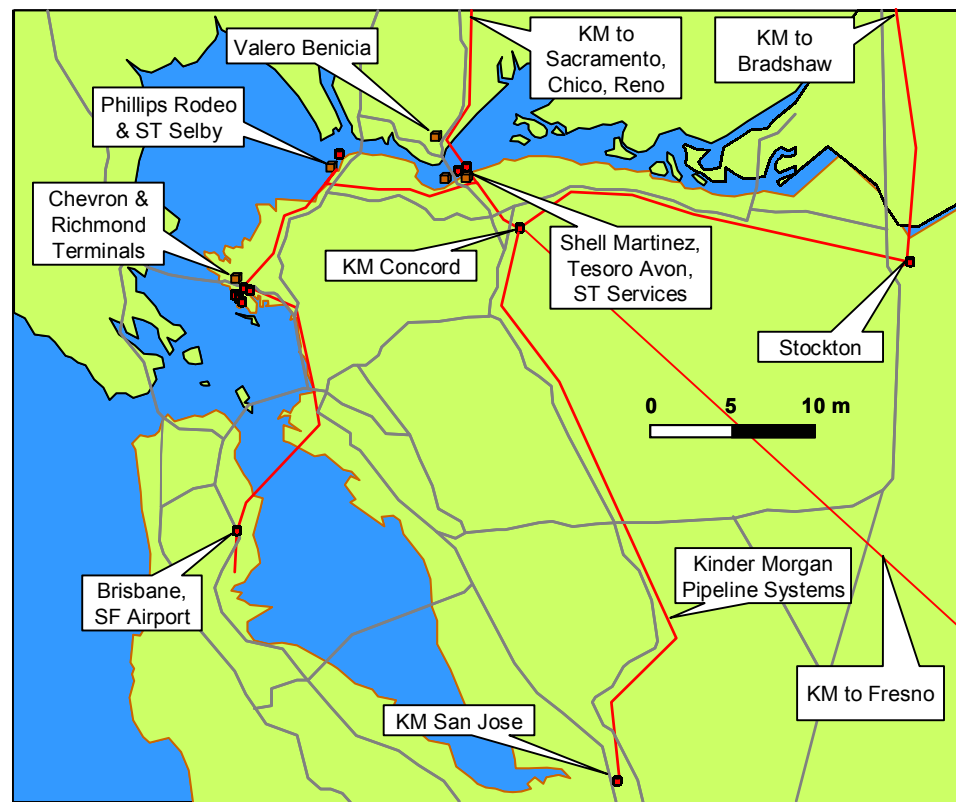 Valero Benicia
KM to
Sacramento,
Chico, Reno
KM to
Bradshaw
Phillips Rodeo
& ST Selby
Chevron &
Richmond
Terminals
KM Concord
Shell Martinez,
Tesoro Avon,
ST Services
Stockton
0 5 10 m
Brisbane,
SF Airport
Kinder Morgan
Pipeline Systems
KM to Fresno
KM San Jose